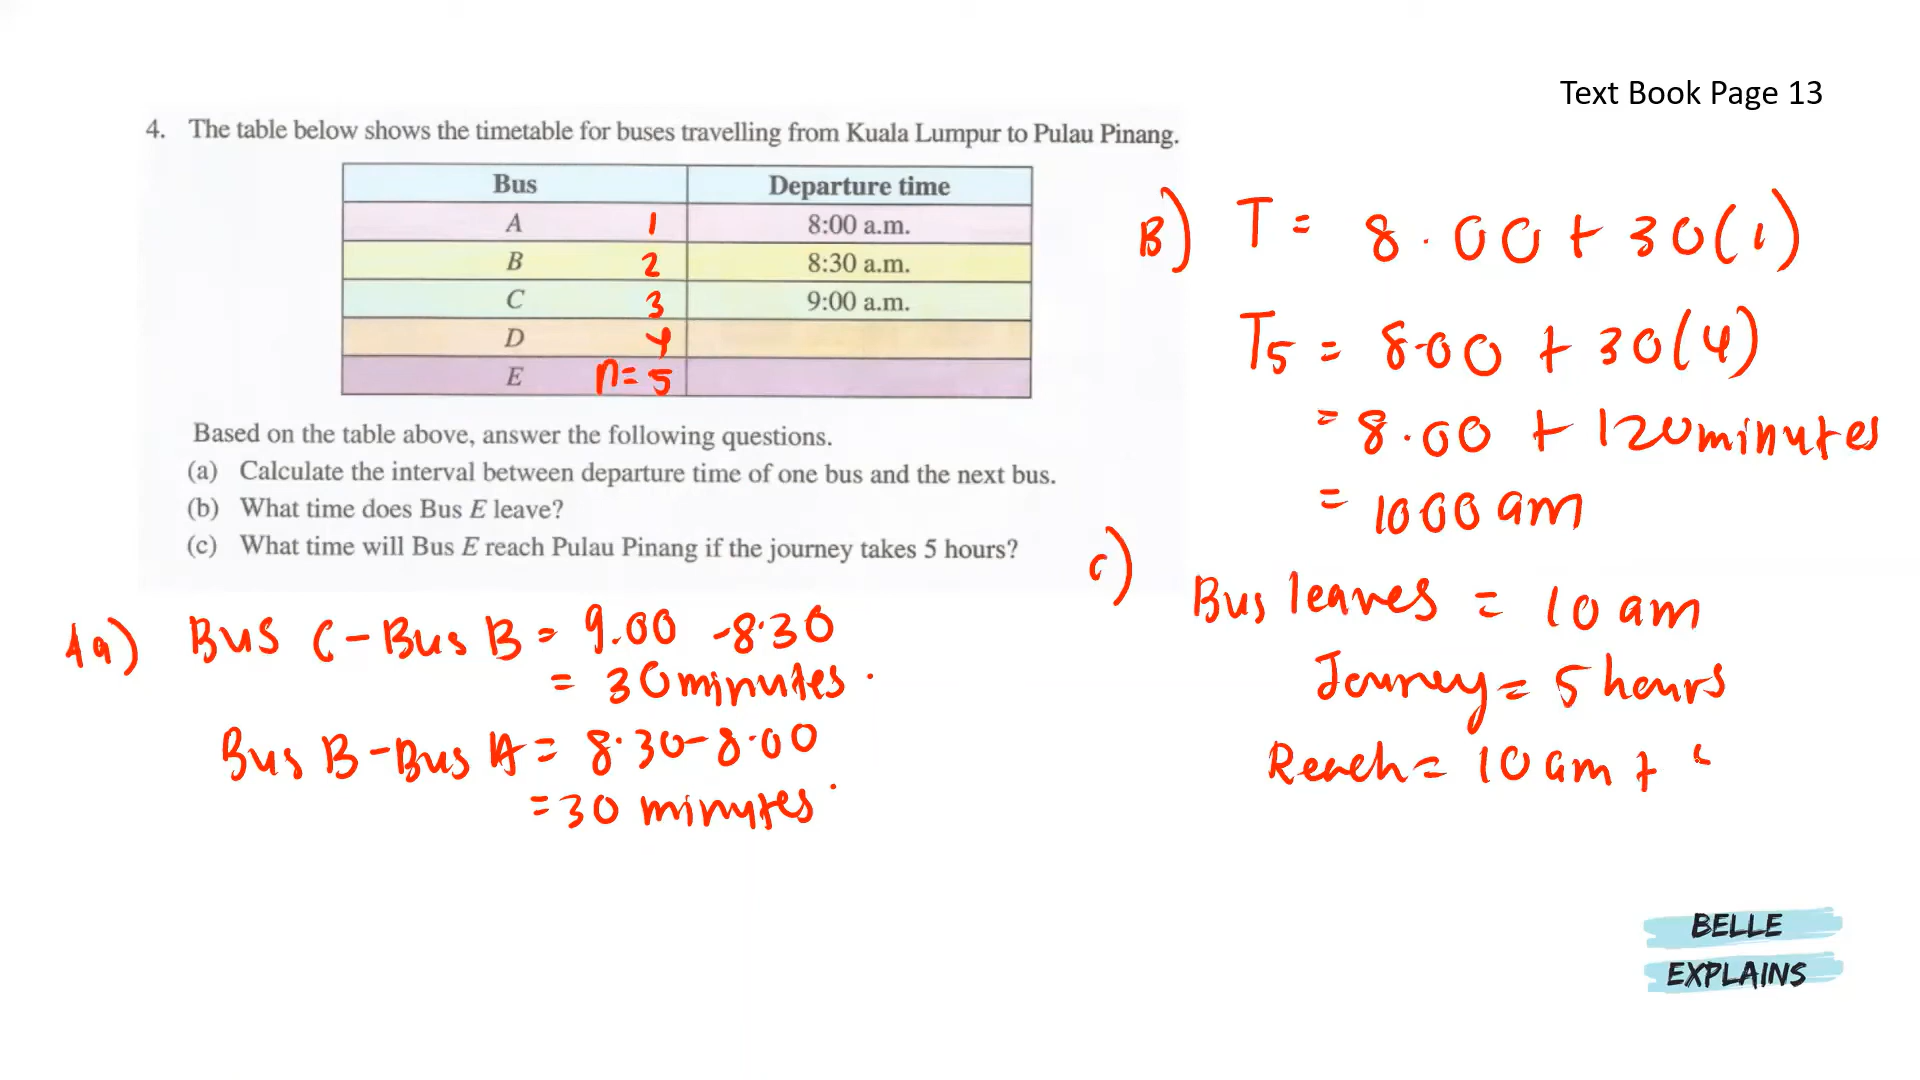 Text Book Page 13
4. The table below shows the timetable for buses travelling from Kuala Lumpur to Pulau Pinang.
Bus Departure time
A 1 8:00 a.m.
B 2 8:30 a.m.
C 3 9:00 a.m.
D 4
E n=5
Based on the table above, answer the following questions.
(a) Calculate the interval between departure time of one bus and the next bus.
(b) What time does Bus E leave?
(c) What time will Bus E reach Pulau Pinang if the journey takes 5 hours?
Bus C - Bus B = 9.00 - 8.30
= 30 minutes.
Bus B - Bus A = 8.30 - 8.00
= 30 minutes.
B) T = 8.00 + 30(1)
T5 = 8.00 + 30(4)
= 8.00 + 120 minutes
= 1000 am
c)
Bus leaves = 10 am
Journey = 5 hours
Reach = 10 am +
BELLE
EXPLAINS